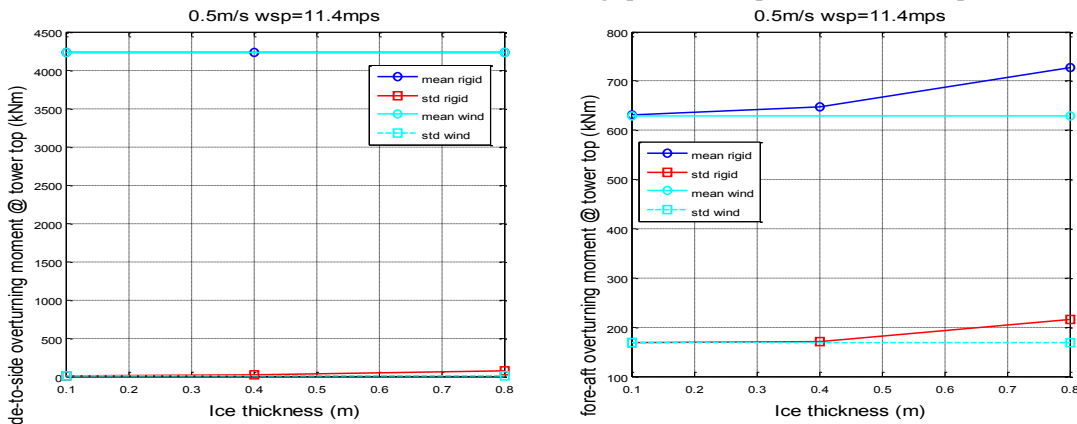 0.5m/s wsp=11.4mps
4500
4000
3500
3000
2500
2000
1500
1000
500
0
de-to-side overturning moment @ tower top (kNm)
mean rigid
std rigid
mean wind
std wind
0.1 0.2 0.3 0.4 0.5 0.6 0.7 0.8
Ice thickness (m)
0.5m/s wsp=11.4mps
800
700
600
500
400
300
200
100
fore-aft overturning moment @ tower top (kNm)
mean rigid
std rigid
mean wind
std wind
0.1 0.2 0.3 0.4 0.5 0.6 0.7 0.8
Ice thickness (m)